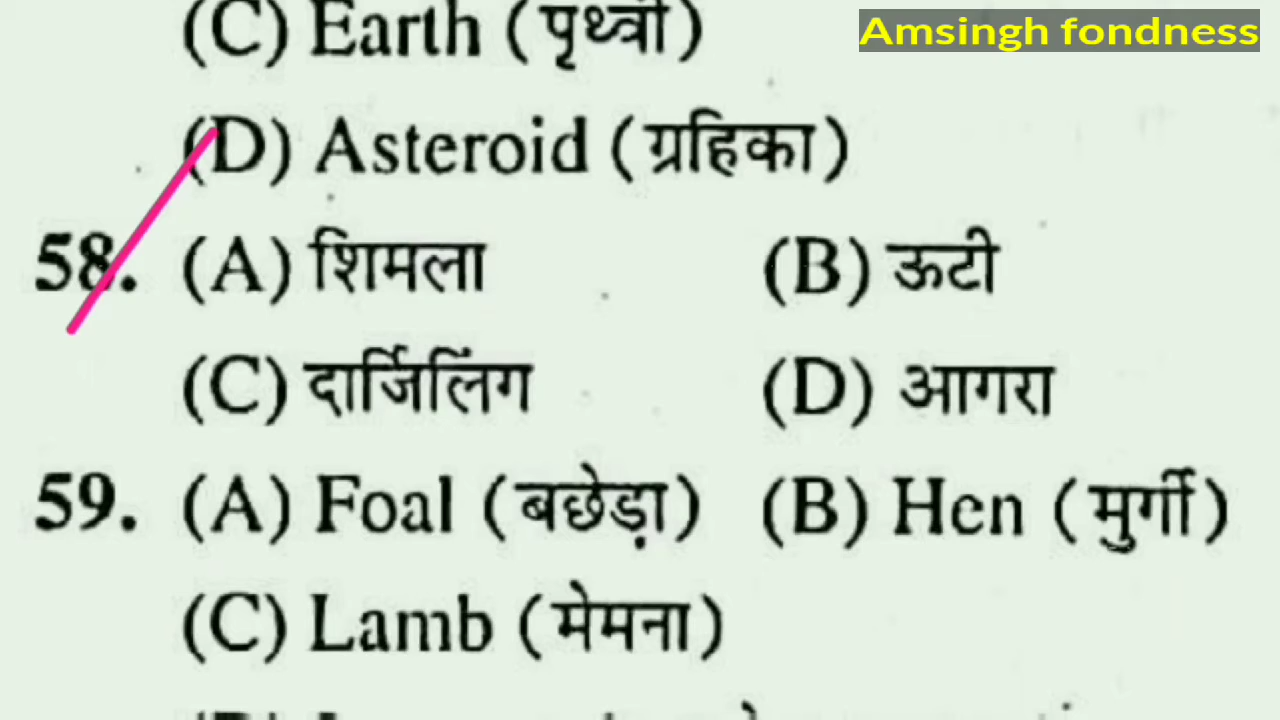 (C) Earth (पृथ्वी)
Amsingh fondness
(D) Asteroid (ग्रहिका)
58. (A) शिमला (B) ऊटी
(C) दार्जिलिंग (D) आगरा
59. (A) Foal (बछेड़ा) (B) Hen (मुर्गी)
(C) Lamb (मेमना)